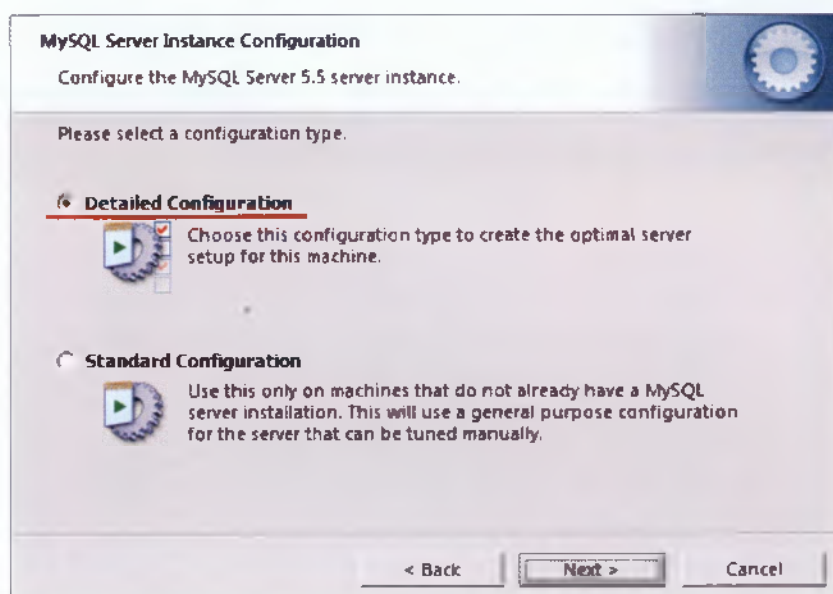 MySQL Server Instance Configuration
Configure the MySQL Server 5.5 server instance.
Please select a configuration type.
Detailed Configuration
Choose this configuration type to create the optimal server
setup for this machine.
Standard Configuration
Use this only on machines that do not already have a MySQL
server installation. This will use a general purpose configuration
for the server that can be tuned manually.
< Back
Next >
Cancel